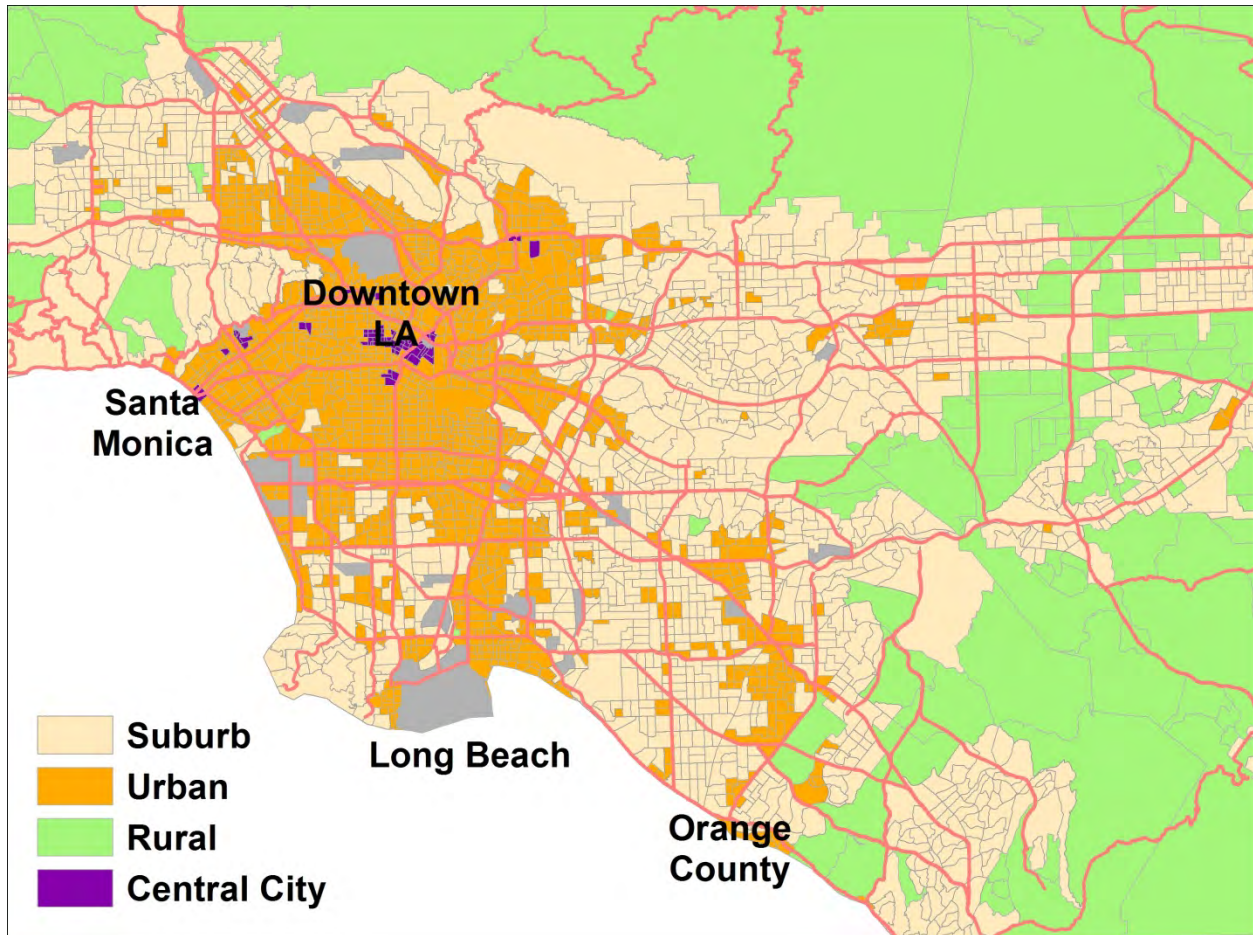 Downtown
LA
Santa
Monica
Long Beach
Orange
County
Suburb
Urban
Rural
Central City